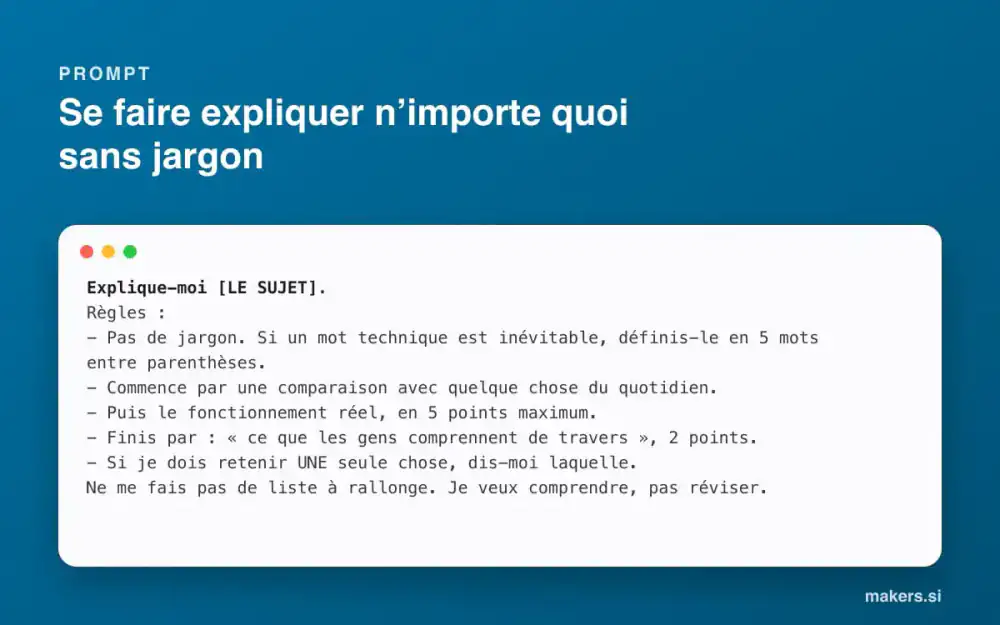 PROMPT
Se faire expliquer n’importe quoi
sans jargon
Explique-moi [LE SUJET].
Règles :
– Pas de jargon. Si un mot technique est inévitable, définis-le en 5 mots
entre parenthèses.
– Commence par une comparaison avec quelque chose du quotidien.
– Puis le fonctionnement réel, en 5 points maximum.
– Finis par : « ce que les gens comprennent de travers », 2 points.
– Si je dois retenir UNE seule chose, dis-moi laquelle.
Ne me fais pas de liste à rallonge. Je veux comprendre, pas réviser.
makers.si